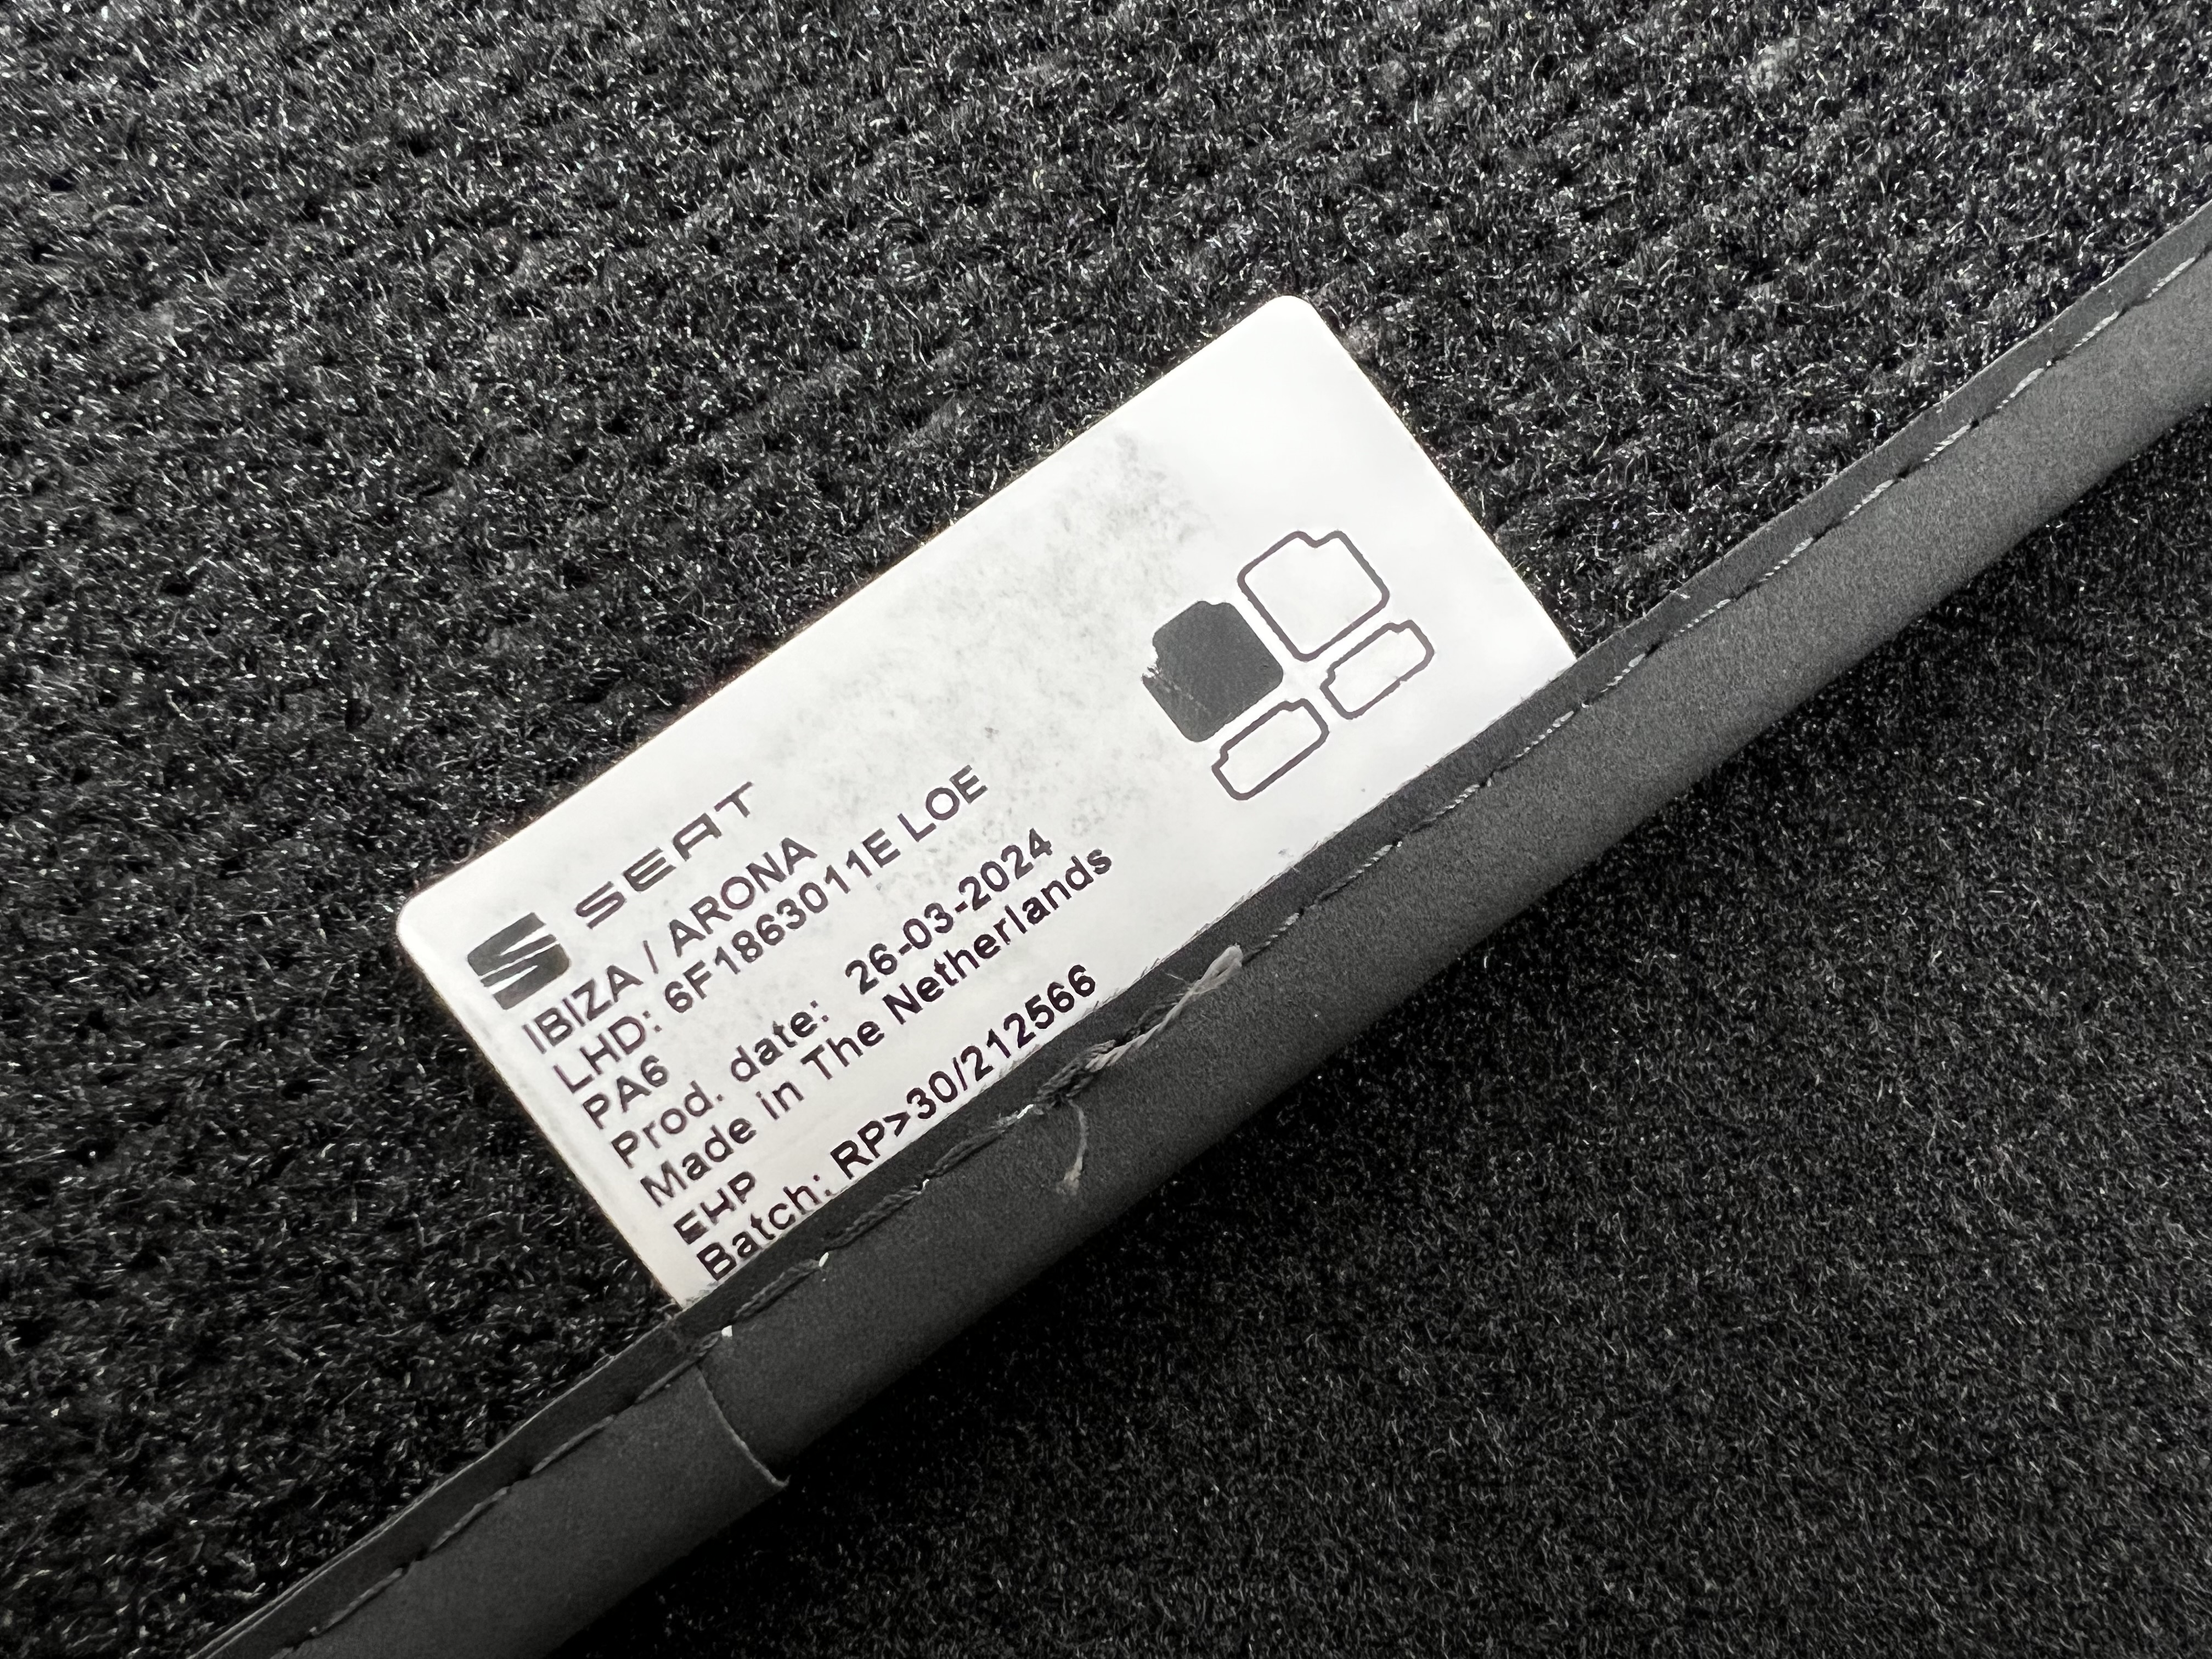 SEAT
IBIZA / ARONA
LHD: 6F1863011E LOE
PA6
Prod. date: 26-03-2024
Made in The Netherlands
EHP
Batch: RP>30/212566